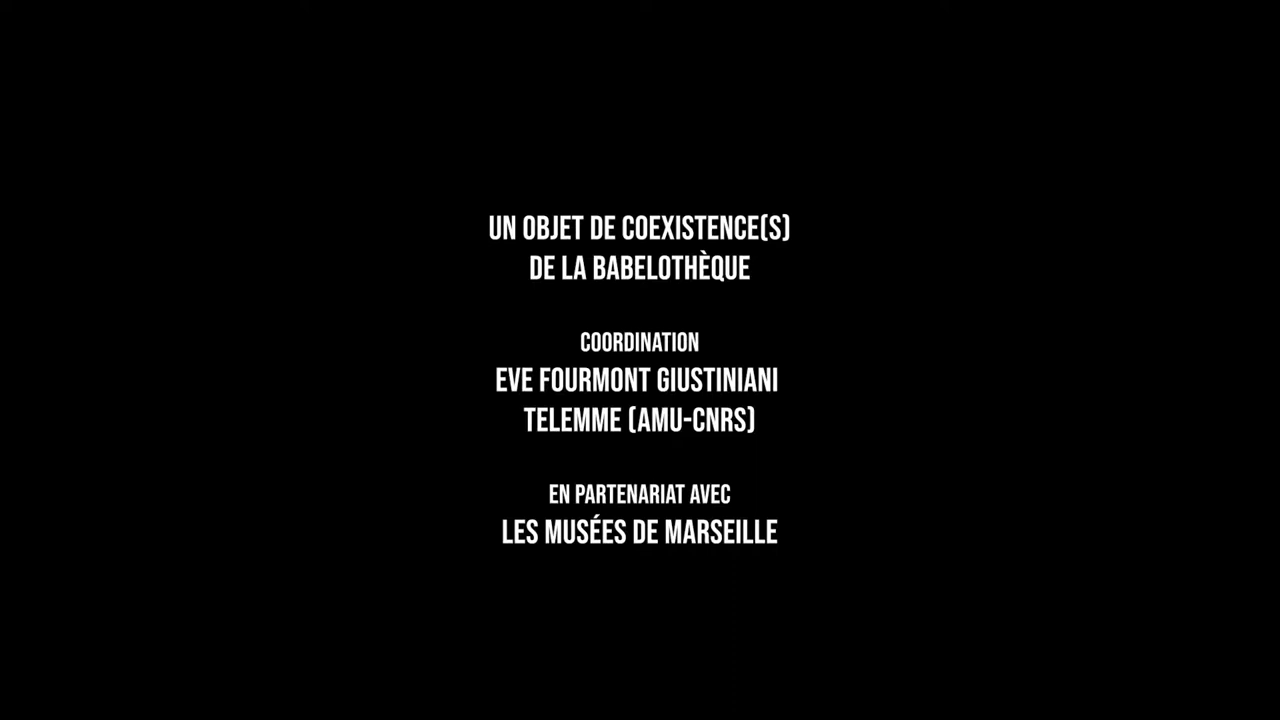 UN OBJET DE COEXISTENCE(S)
DE LA BABELOTHÈQUE
COORDINATION
EVE FOURMONT GIUSTINIANI
TELEMME (AMU-CNRS)
EN PARTENARIAT AVEC
LES MUSÉES DE MARSEILLE